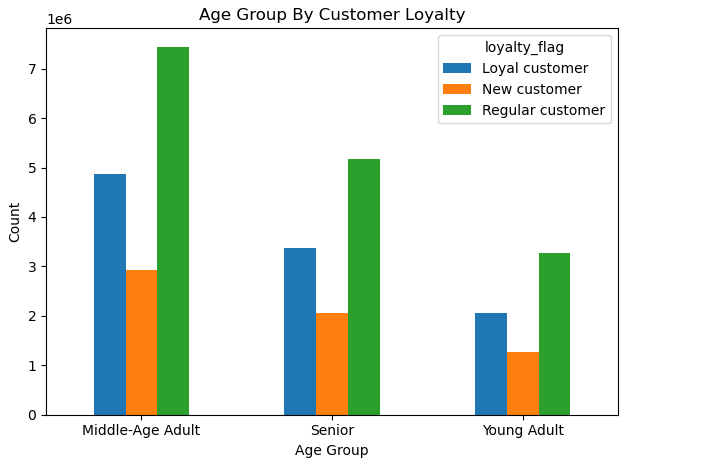 Age Group By Customer Loyalty
1e6
7
6
5
4
3
2
1
0
Count
loyalty_flag
Loyal customer
New customer
Regular customer
Middle-Age Adult
Senior
Young Adult
Age Group